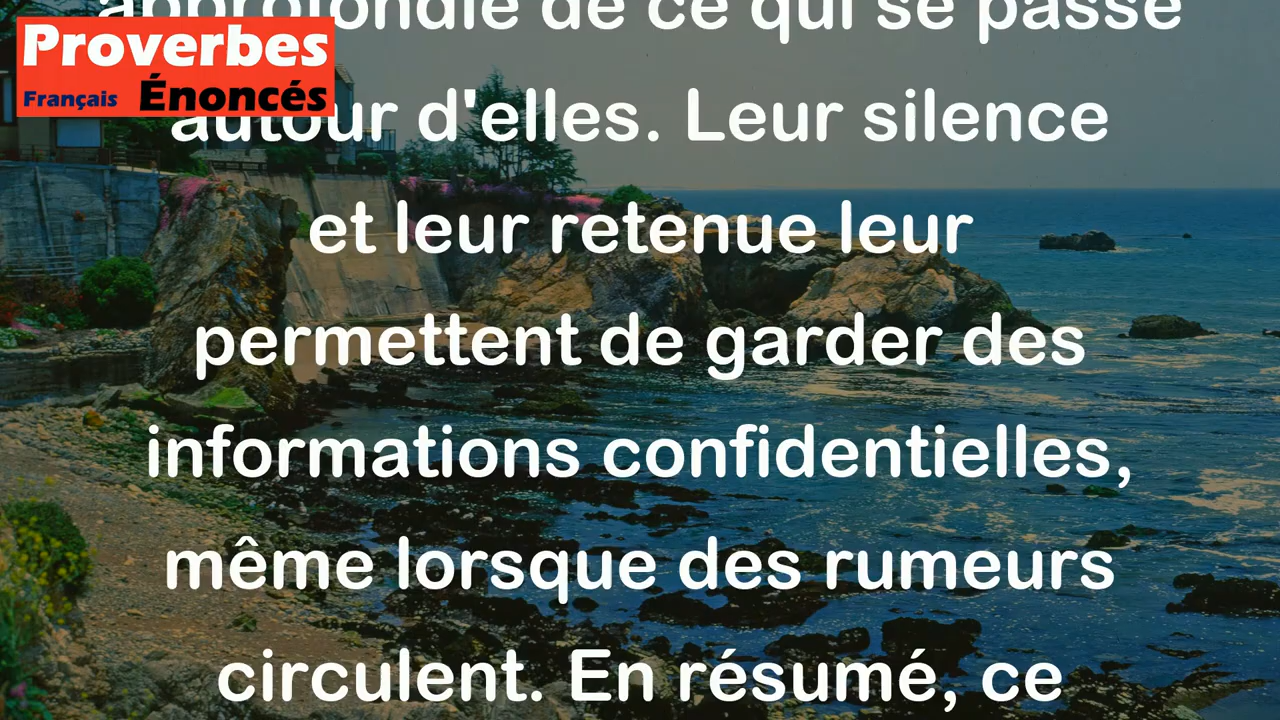 Proverbes
Français Énoncés
approfondie de ce qui se passe
autour d'elles. Leur silence
et leur retenue leur
permettent de garder des
informations confidentielles,
même lorsque des rumeurs
circulent. En résumé, ce